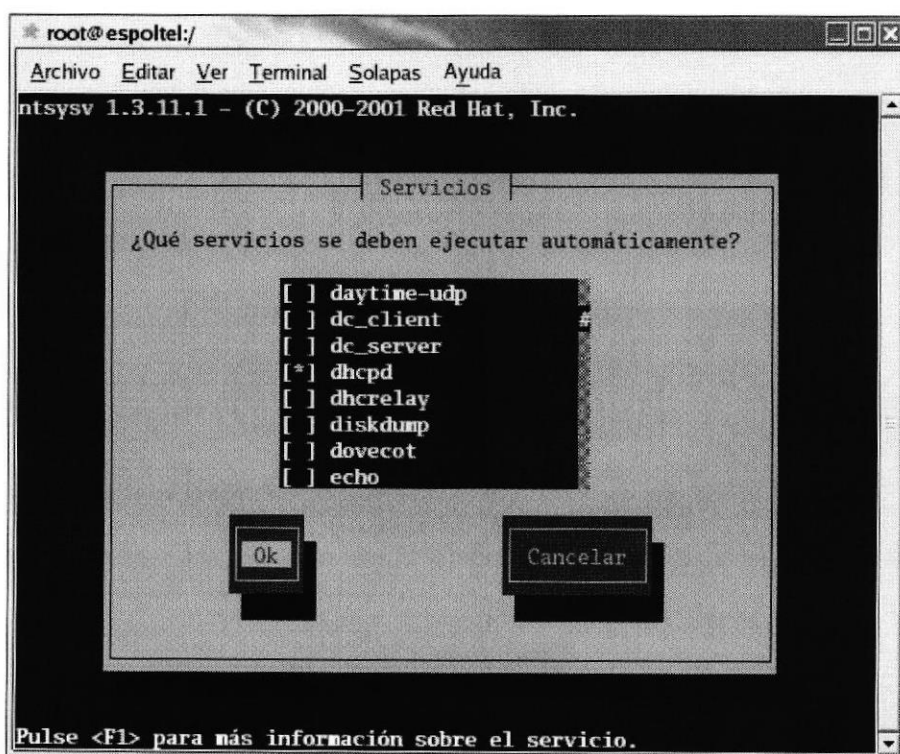 root@espoltel:/
Archivo Editar Ver Terminal Solapas Ayuda
ntsysv 1.3.11.1 - (C) 2000-2001 Red Hat, Inc.
Servicios
¿Qué servicios se deben ejecutar automáticamente?
[ ] daytime-udp
[ ] dc_client #
[ ] dc_server
[*] dhcpd
[ ] dhcrelay
[ ] diskdump
[ ] dovecot
[ ] echo
Ok Cancelar
Pulse <F1> para más información sobre el servicio.